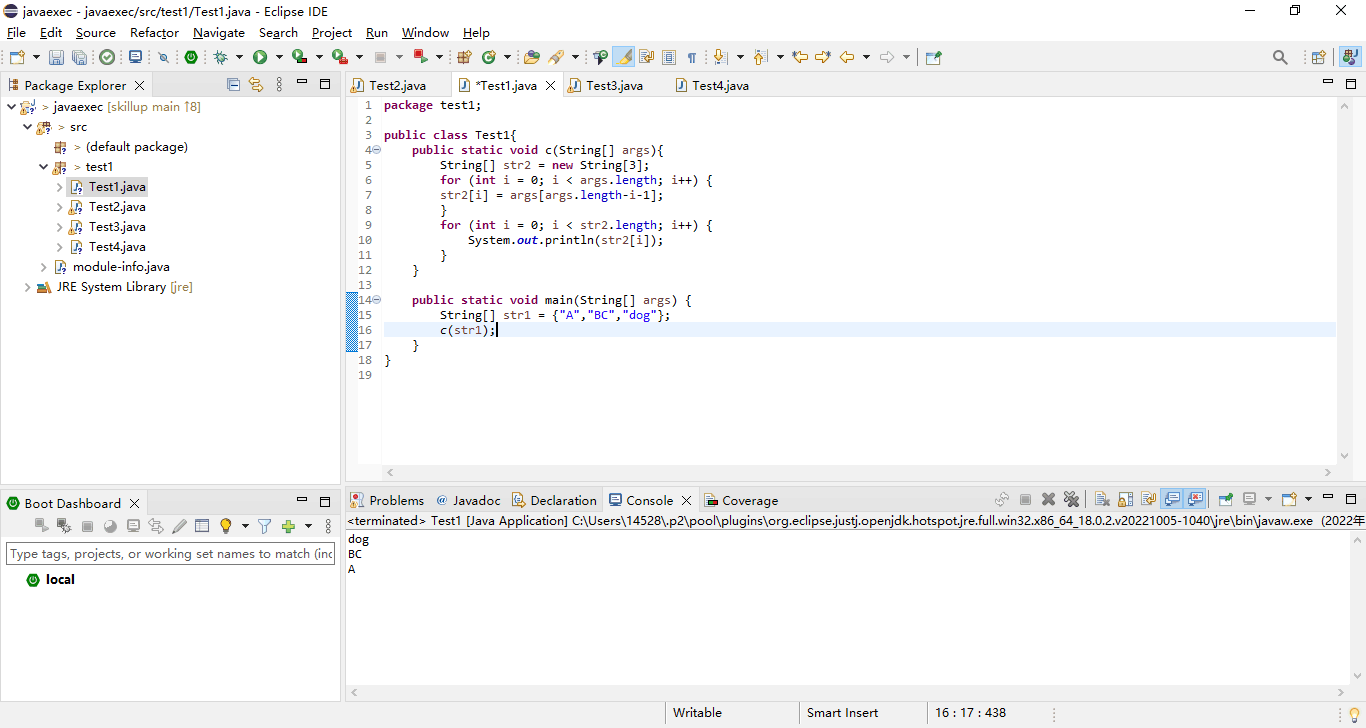 javaexec - javaexec/src/test1/Test1.java - Eclipse IDE
File Edit Source Refactor Navigate Search Project Run Window Help
Package Explorer
javaexec [skillup main ↑8]
> src
> (default package)
> test1
Test1.java
Test2.java
Test3.java
Test4.java
module-info.java
JRE System Library [jre]
Test2.java *Test1.java Test3.java Test4.java
1 package test1;
2
3 public class Test1{
4 public static void c(String[] args){
5 String[] str2 = new String[3];
6 for (int i = 0; i < args.length; i++) {
7 str2[i] = args[args.length-i-1];
8 }
9 for (int i = 0; i < str2.length; i++) {
10 System.out.println(str2[i]);
11 }
12 }
13
14 public static void main(String[] args) {
15 String[] str1 = {"A","BC","dog"};
16 c(str1);
17 }
18 }
19
Boot Dashboard
Type tags, projects, or working set names to match (inc
local
Problems @ Javadoc Declaration Console Coverage
<terminated> Test1 [Java Application] C:\Users\14528\.p2\pool\plugins\org.eclipse.justj.openjdk.hotspot.jre.full.win32.x86_64_18.0.2.v20221005-1040\jre\bin\javaw.exe (2022年
dog
BC
A
Writable Smart Insert 16 : 17 : 438